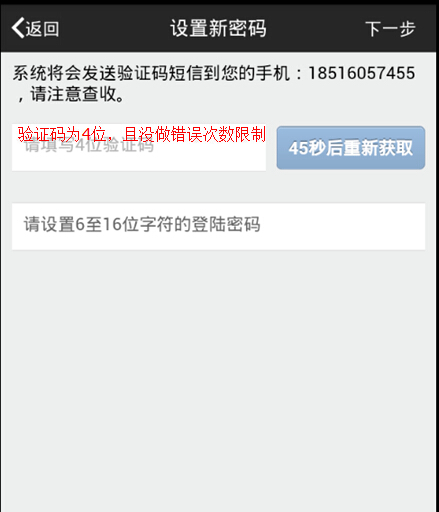 返回
设置新密码
下一步
系统将会发送验证码短信到您的手机：18516057455
，请注意查收。
验证码为4位，且没做错误次数限制
请填写4位验证码
45秒后重新获取
请设置6至16位字符的登陆密码